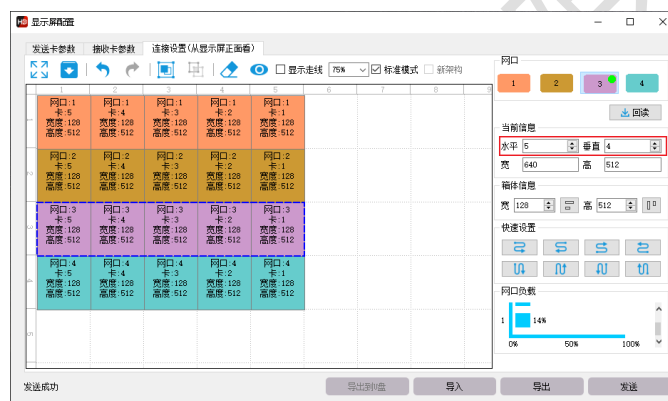 显示屏配置
发送卡参数 接收卡参数 连接设置(从显示屏正面看)
显示走线 75% 标准模式 新架构
1 2 3 4 5 6 7 8 9
网口:1 网口:1 网口:1 网口:1 网口:1
卡:5 卡:4 卡:3 卡:2 卡:1
宽度:128 宽度:128 宽度:128 宽度:128 宽度:128
高度:512 高度:512 高度:512 高度:512 高度:512
网口:2 网口:2 网口:2 网口:2 网口:2
卡:5 卡:4 卡:3 卡:2 卡:1
宽度:128 宽度:128 宽度:128 宽度:128 宽度:128
高度:512 高度:512 高度:512 高度:512 高度:512
网口:3 网口:3 网口:3 网口:3 网口:3
卡:5 卡:4 卡:3 卡:2 卡:1
宽度:128 宽度:128 宽度:128 宽度:128 宽度:128
高度:512 高度:512 高度:512 高度:512 高度:512
网口:4 网口:4 网口:4 网口:4 网口:4
卡:5 卡:4 卡:3 卡:2 卡:1
宽度:128 宽度:128 宽度:128 宽度:128 宽度:128
高度:512 高度:512 高度:512 高度:512 高度:512
网口
1 2 3 4
回读
当前信息
水平 5 垂直 4
宽 640 高 512
箱体信息
宽 128 高 512
快速设置
网口负载
1 14%
0% 50% 100%
发送成功 导出到U盘 导入 导出 发送